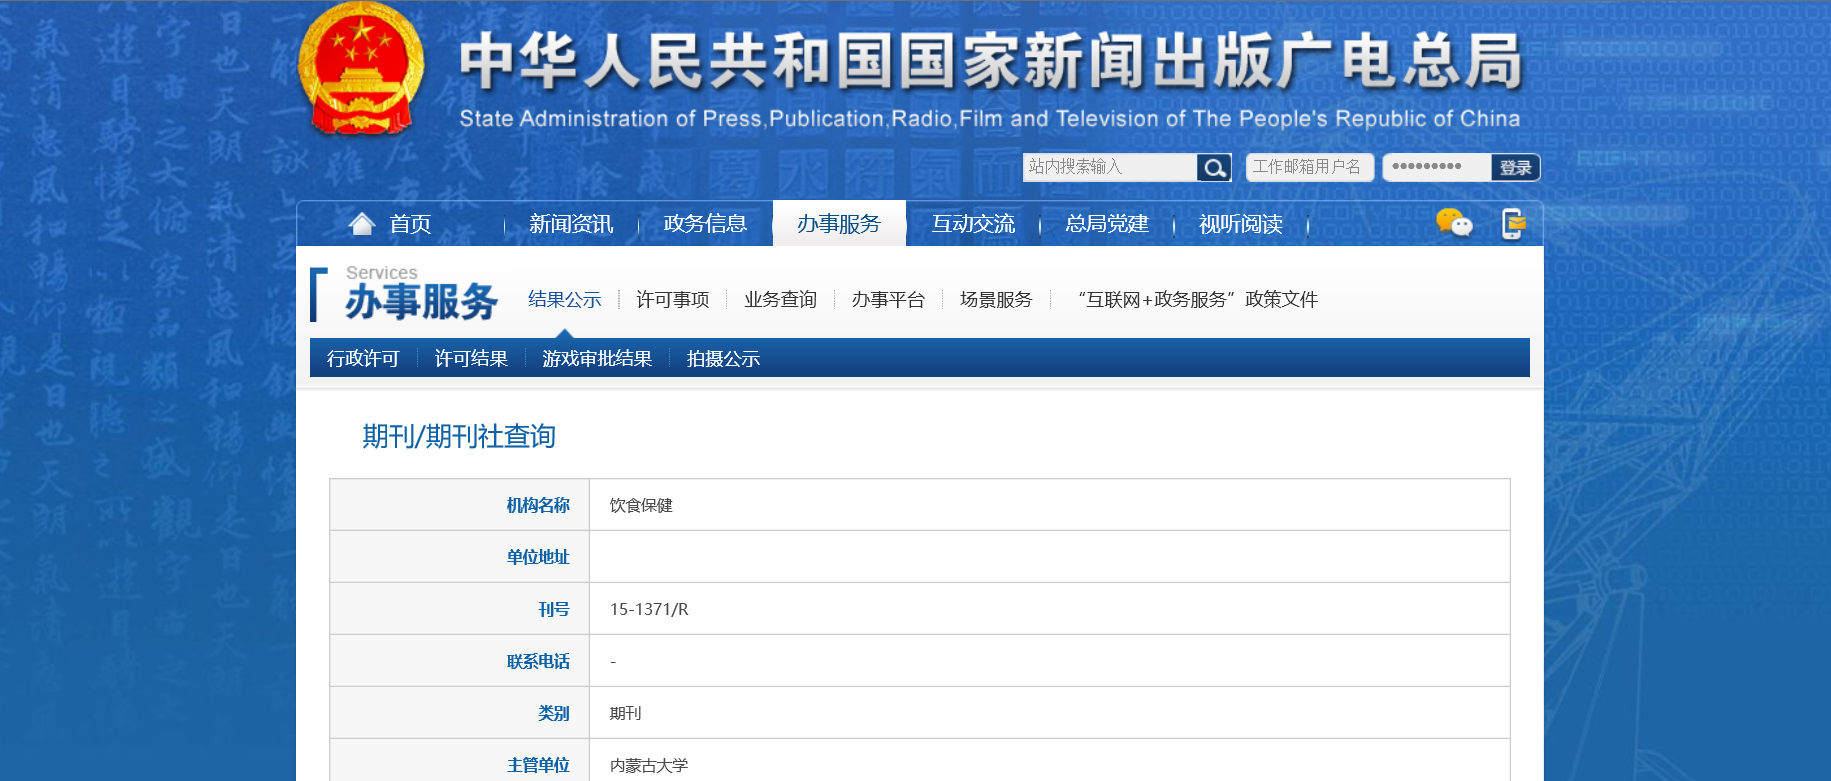 中华人民共和国国家新闻出版广电总局
State Administration of Press,Publication,Radio,Film and Television of The People's Republic of China
站内搜索输入 工作邮箱用户名 ••••••••• 登录
首页 新闻资讯 政务信息 办事服务 互动交流 总局党建 视听阅读
Services
办事服务 结果公示 许可事项 业务查询 办事平台 场景服务 “互联网+政务服务”政策文件
行政许可 许可结果 游戏审批结果 拍摄公示
期刊/期刊社查询
机构名称 饮食保健
单位地址
刊号 15-1371/R
联系电话 -
类别 期刊
主管单位 内蒙古大学